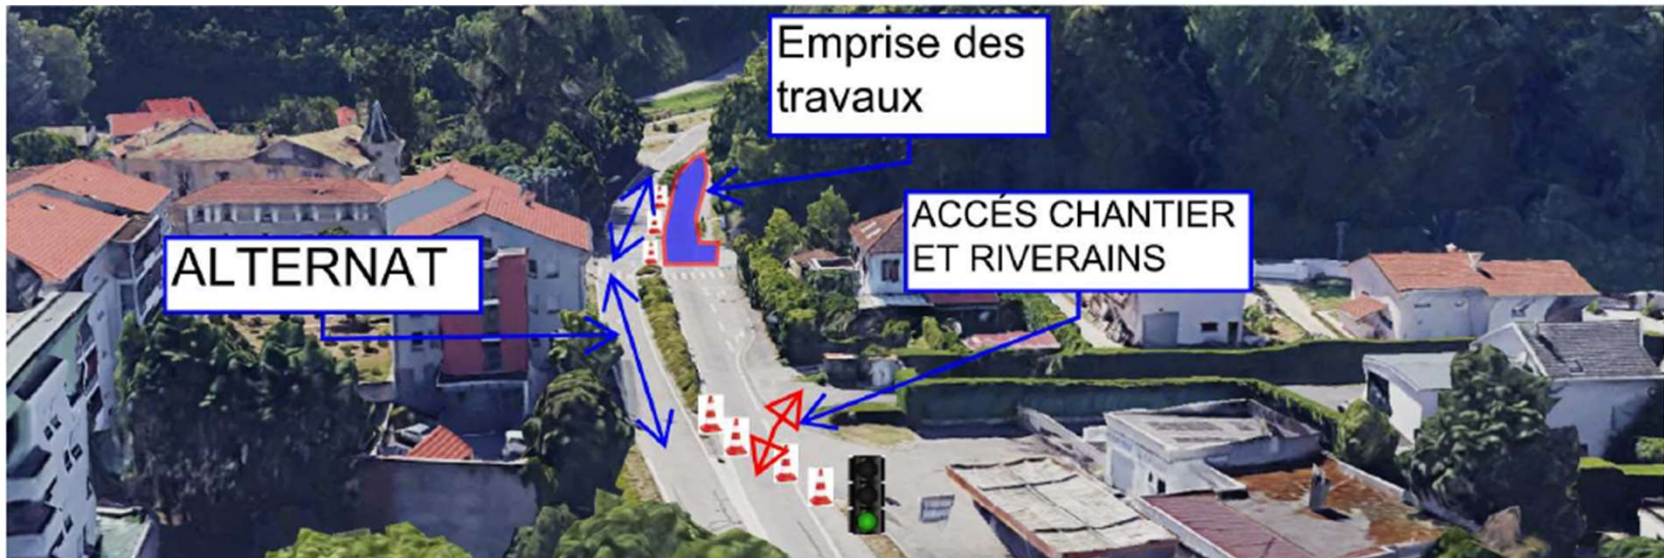 Emprise des
travaux
ACCÉS CHANTIER
ET RIVERAINS
ALTERNAT